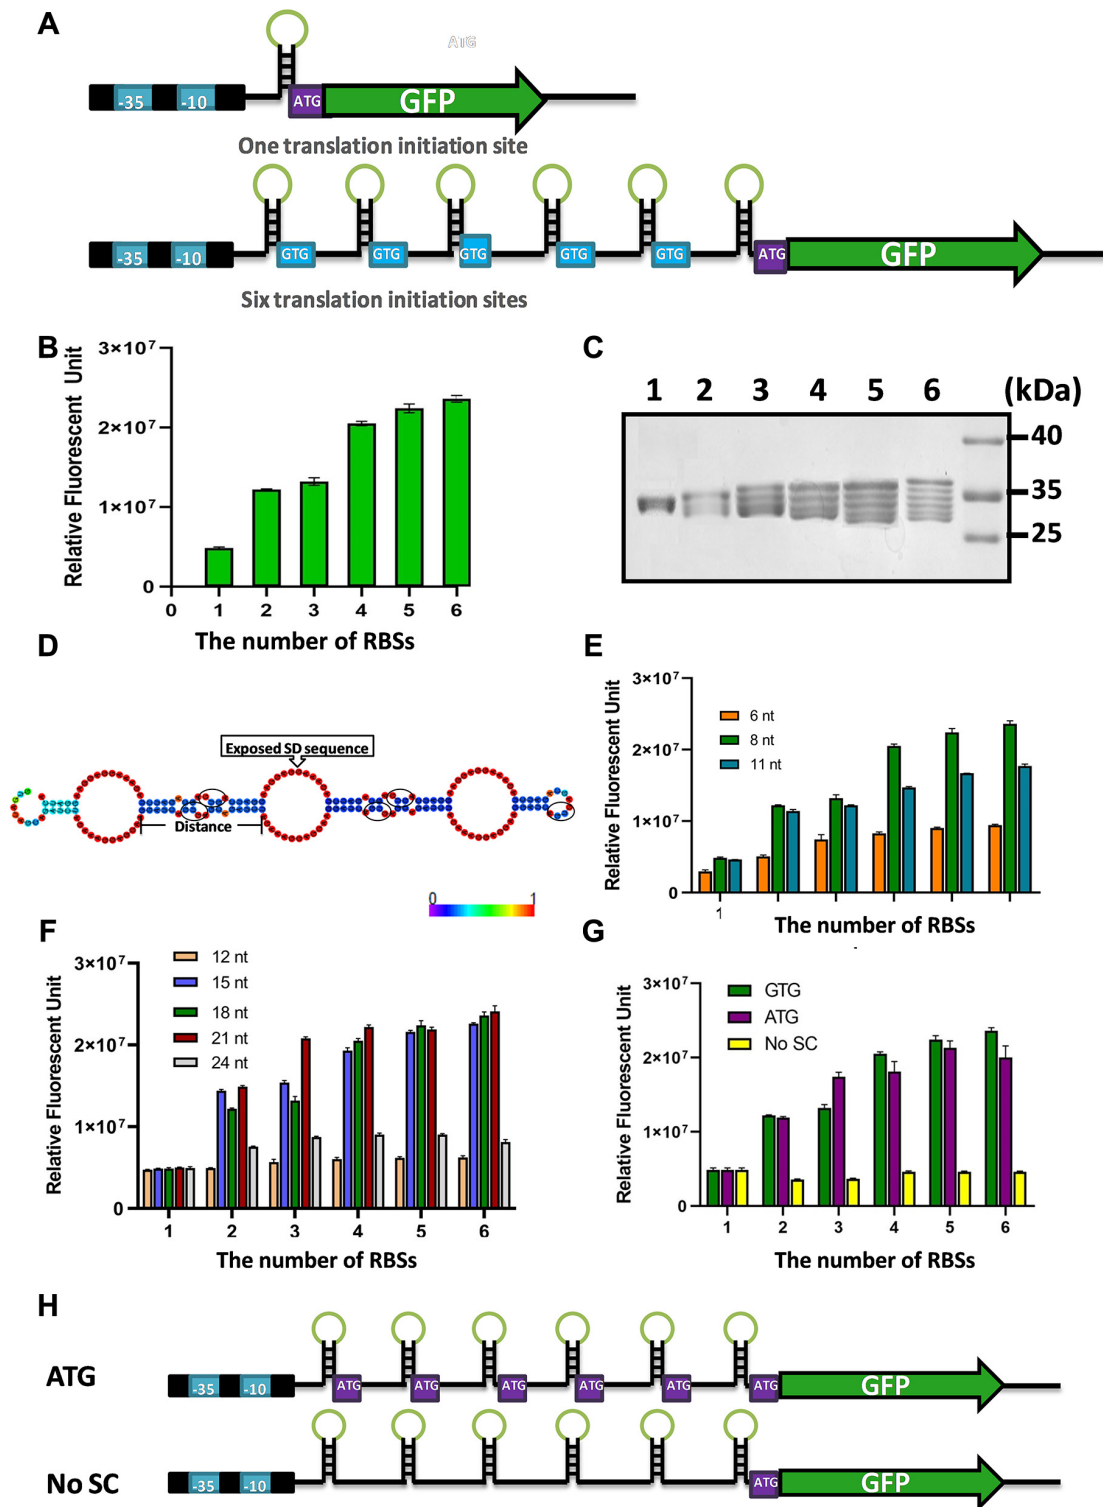 A
ATG
-35 -10 ATG GFP
One translation initiation site
-35 -10 GTG GTG GTG GTG GTG ATG GFP
Six translation initiation sites
B
3×10⁷
2×10⁷
1×10⁷
0
Relative Fluorescent Unit
0 1 2 3 4 5 6
The number of RBSs
C
1 2 3 4 5 6 (kDa)
40
35
25
D
Exposed SD sequence
Distance
0 1
E
3×10⁷
2×10⁷
1×10⁷
0
Relative Fluorescent Unit
6 nt
8 nt
11 nt
1
The number of RBSs
F
12 nt
15 nt
18 nt
21 nt
24 nt
3×10⁷
2×10⁷
1×10⁷
0
Relative Fluorescent Unit
1 2 3 4 5 6
The number of RBSs
G
3×10⁷
2×10⁷
1×10⁷
0
Relative Fluorescent Unit
GTG
ATG
No SC
1 2 3 4 5 6
The number of RBSs
H
ATG
-35 -10 ATG ATG ATG ATG ATG ATG GFP
No SC
-35 -10 ATG GFP